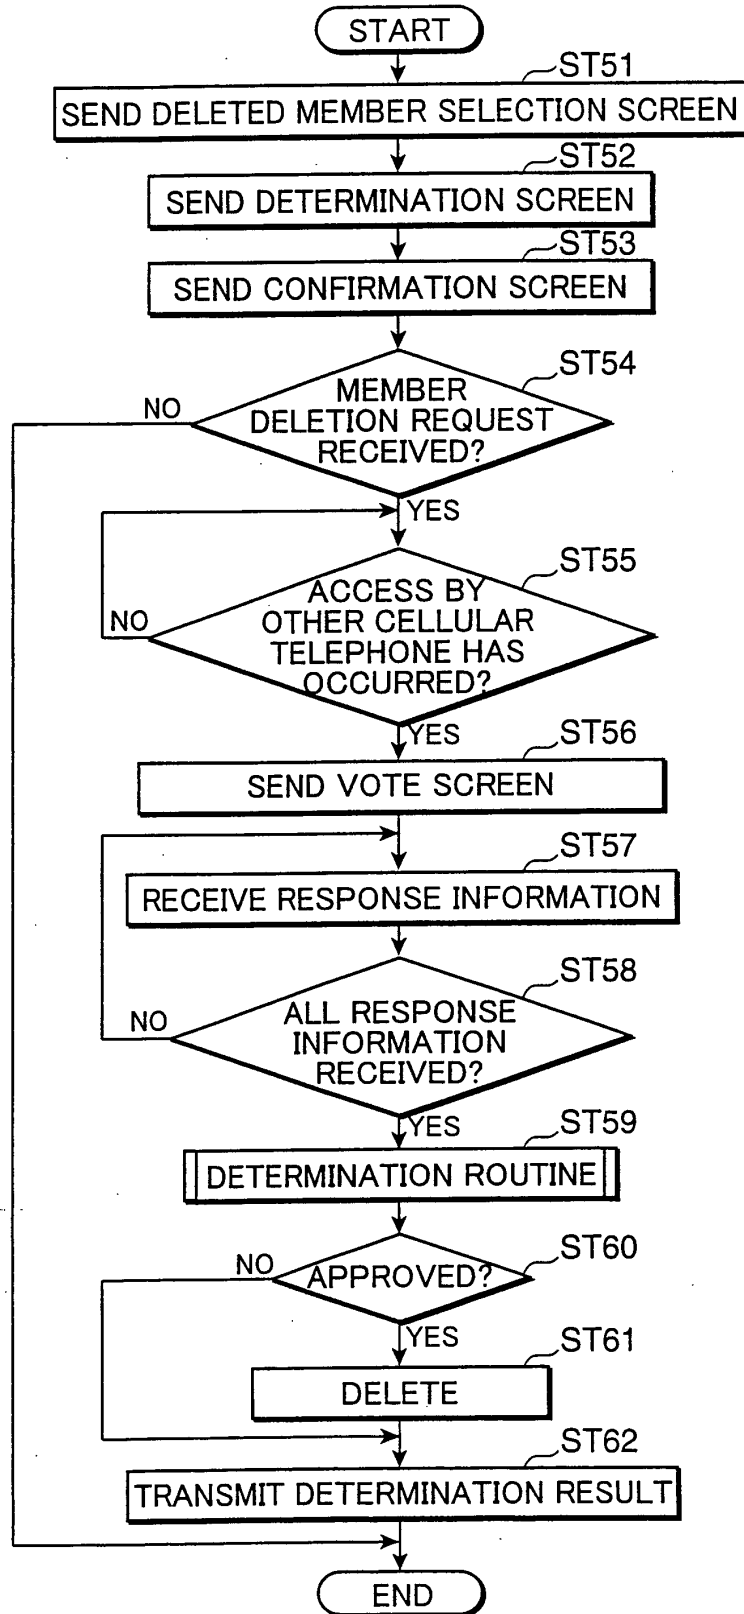 START
ST51
SEND DELETED MEMBER SELECTION SCREEN
ST52
SEND DETERMINATION SCREEN
ST53
SEND CONFIRMATION SCREEN
ST54
MEMBER
DELETION REQUEST
RECEIVED?
NO
YES
ST55
ACCESS BY
OTHER CELLULAR
TELEPHONE HAS
OCCURRED?
NO
YES
ST56
SEND VOTE SCREEN
ST57
RECEIVE RESPONSE INFORMATION
ST58
ALL RESPONSE
INFORMATION
RECEIVED?
NO
YES
ST59
DETERMINATION ROUTINE
ST60
APPROVED?
NO
YES
ST61
DELETE
ST62
TRANSMIT DETERMINATION RESULT
END